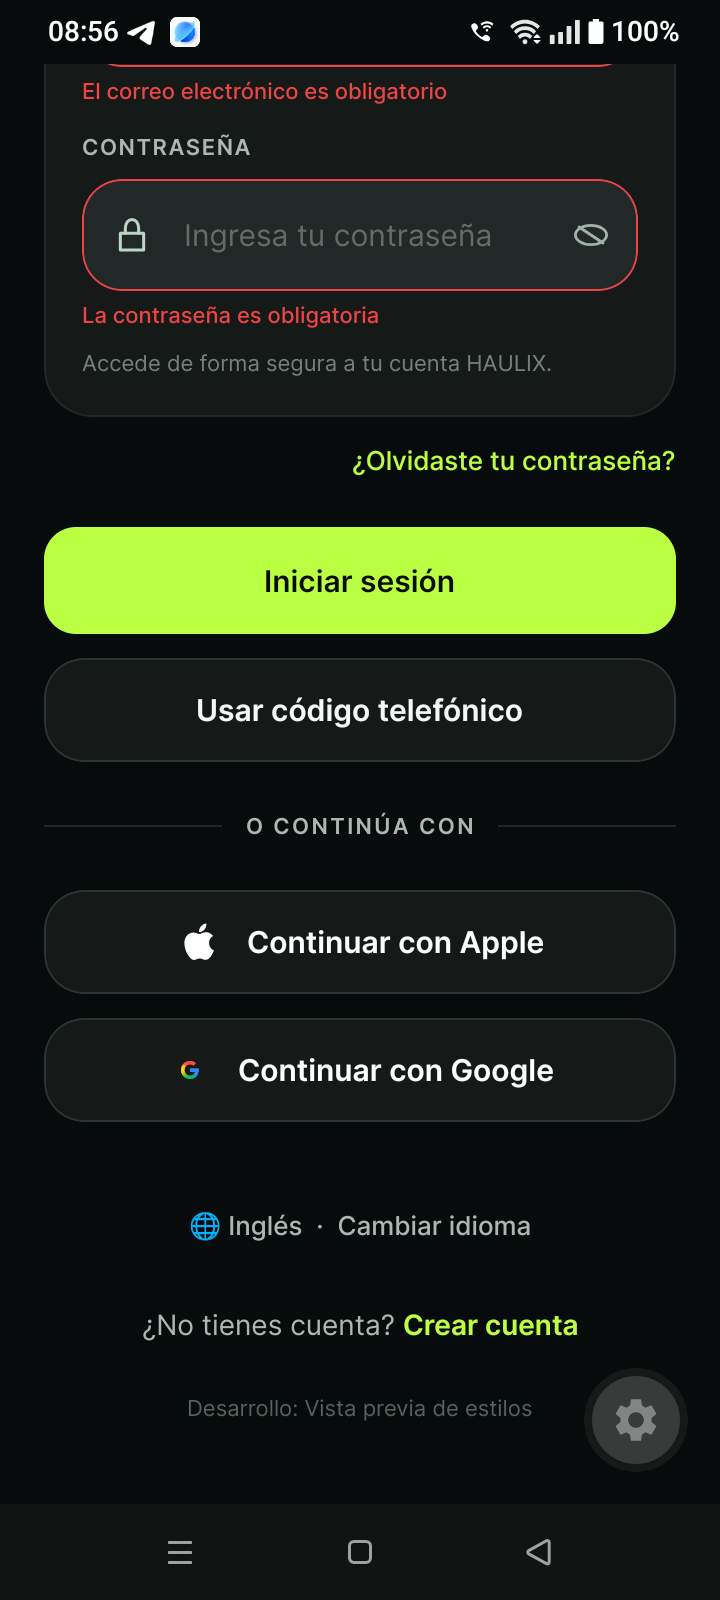 08:56
100%
El correo electrónico es obligatorio
CONTRASEÑA
Ingresa tu contraseña
La contraseña es obligatoria
Accede de forma segura a tu cuenta HAULIX.
¿Olvidaste tu contraseña?
Iniciar sesión
Usar código telefónico
O CONTINÚA CON
Continuar con Apple
Continuar con Google
Inglés · Cambiar idioma
¿No tienes cuenta? Crear cuenta
Desarrollo: Vista previa de estilos